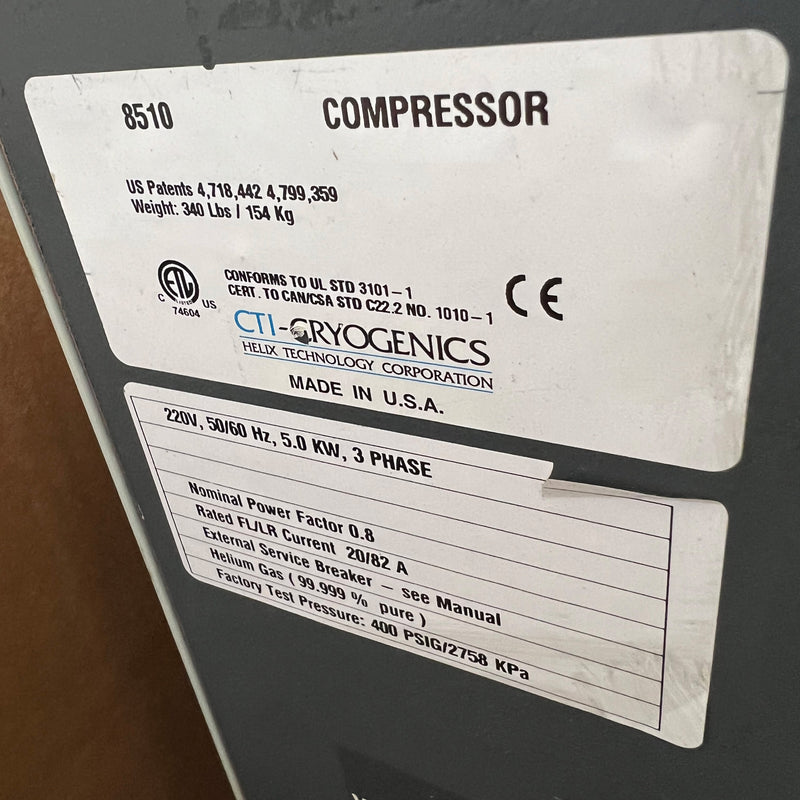 8510 COMPRESSOR
US Patents 4,718,442 4,799,359
Weight: 340 Lbs / 154 Kg
ETL
LISTED
C US
74604
CONFORMS TO UL STD 3101-1
CERT. TO CAN/CSA STD C22.2 NO. 1010-1
CE
CTI-CRYOGENICS
HELIX TECHNOLOGY CORPORATION
MADE IN U.S.A.
220V, 50/60 Hz, 5.0 KW, 3 PHASE
Nominal Power Factor 0.8
Rated FL/LR Current 20/82 A
External Service Breaker – see Manual
Helium Gas ( 99.999 % pure )
Factory Test Pressure: 400 PSIG/2758 KPa